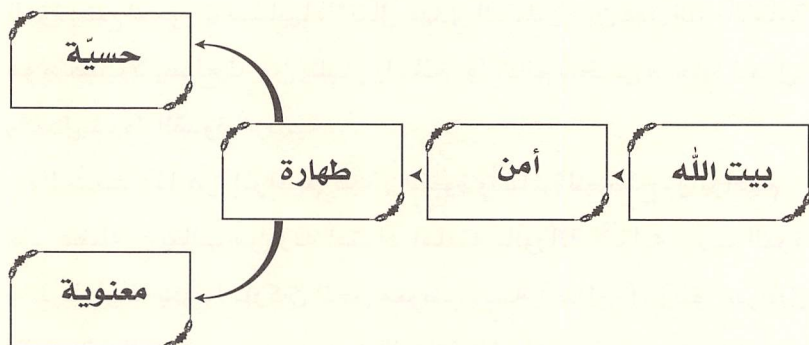 حسيّة
بيت الله
أمن
طهارة
معنوية